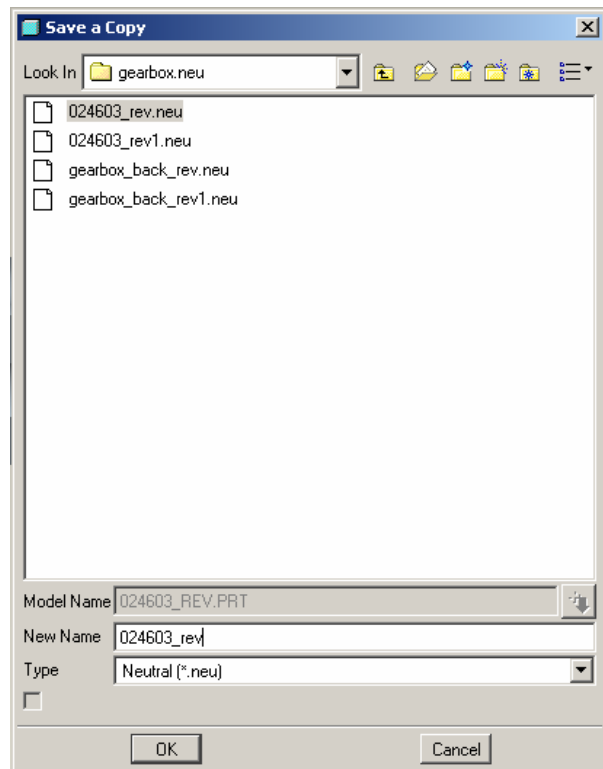 Save a Copy
Look In gearbox.neu
024603_rev.neu
024603_rev1.neu
gearbox_back_rev.neu
gearbox_back_rev1.neu
Model Name 024603_REV.PRT
New Name 024603_rev
Type Neutral (*.neu)
OK Cancel